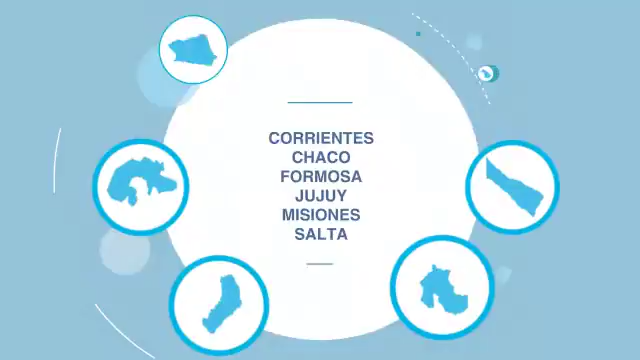 CORRIENTES
CHACO
FORMOSA
JUJUY
MISIONES
SALTA